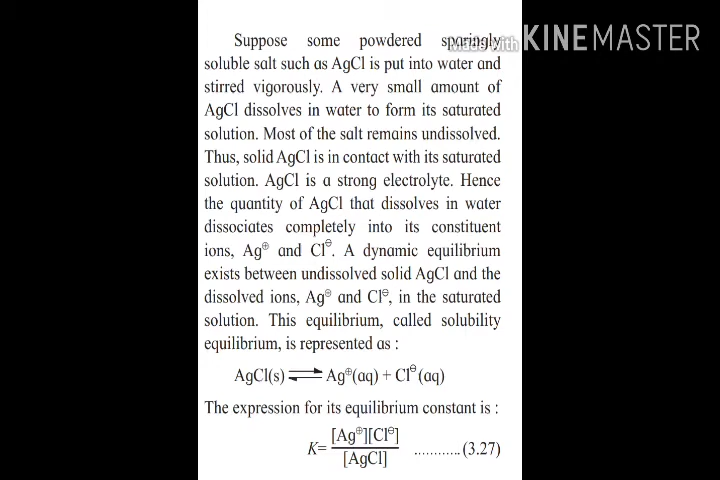 Suppose some powdered sparingly
Made with KINEMASTER
soluble salt such as AgCl is put into water and
stirred vigorously. A very small amount of
AgCl dissolves in water to form its saturated
solution. Most of the salt remains undissolved.
Thus, solid AgCl is in contact with its saturated
solution. AgCl is a strong electrolyte. Hence
the quantity of AgCl that dissolves in water
dissociates completely into its constituent
ions, Ag⊕ and Cl⊖. A dynamic equilibrium
exists between undissolved solid AgCl and the
dissolved ions, Ag⊕ and Cl⊖, in the saturated
solution. This equilibrium, called solubility
equilibrium, is represented as :
AgCl(s) ⇌ Ag⊕(aq) + Cl⊖(aq)
The expression for its equilibrium constant is :
K= [Ag⊕][Cl⊖] / [AgCl] ........... (3.27)